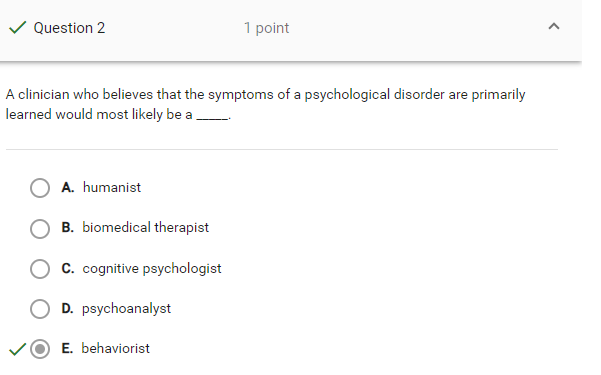 Question 2
1 point
A clinician who believes that the symptoms of a psychological disorder are primarily
learned would most likely be a _____.
A. humanist
B. biomedical therapist
C. cognitive psychologist
D. psychoanalyst
E. behaviorist